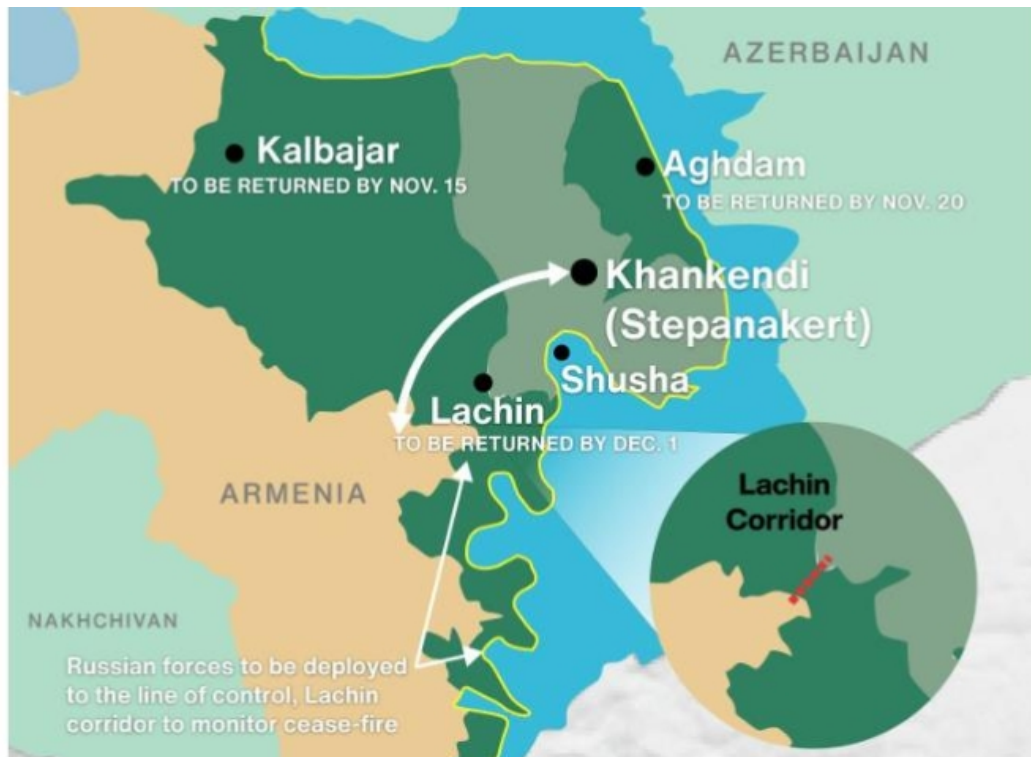 AZERBAIJAN
Kalbajar
TO BE RETURNED BY NOV. 15
Aghdam
TO BE RETURNED BY NOV. 20
Khankendi
(Stepanakert)
Shusha
Lachin
TO BE RETURNED BY DEC. 1
ARMENIA
Lachin
Corridor
NAKHCHIVAN
Russian forces to be deployed
to the line of control, Lachin
corridor to monitor cease-fire